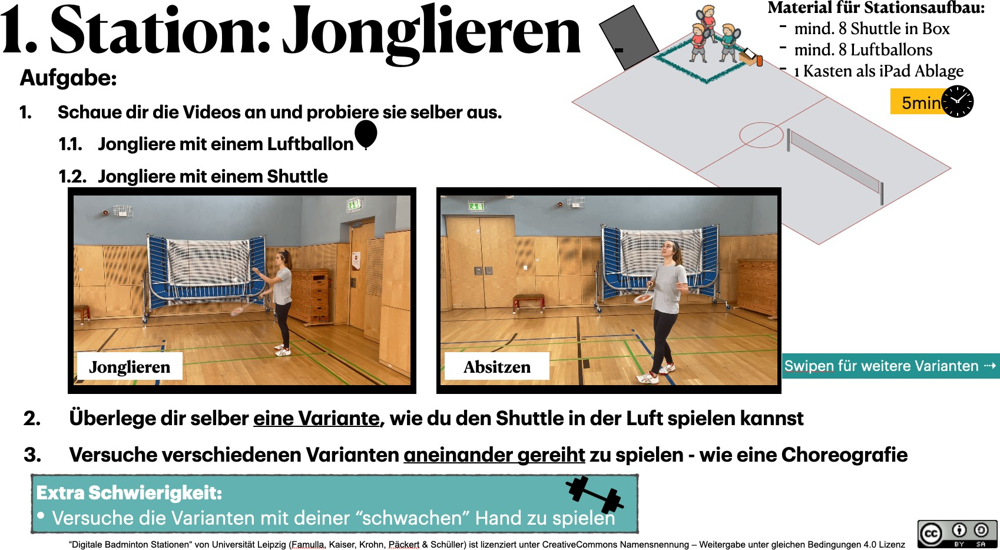 1. Station: Jonglieren
-
Material für Stationsaufbau:
- mind. 8 Shuttle in Box
- mind. 8 Luftballons
- 1 Kasten als iPad Ablage
5min
Aufgabe:
1. Schaue dir die Videos an und probiere sie selber aus.
1.1. Jongliere mit einem Luftballon
1.2. Jongliere mit einem Shuttle
Jonglieren
Absitzen
Swipen für weitere Varianten ⇢
2. Überlege dir selber eine Variante, wie du den Shuttle in der Luft spielen kannst
3. Versuche verschiedenen Varianten aneinander gereiht zu spielen - wie eine Choreografie
Extra Schwierigkeit:
• Versuche die Varianten mit deiner “schwachen” Hand zu spielen
“Digitale Badminton Stationen“ von Universität Leipzig (Famulla, Kaiser, Krohn, Päckert & Schüller) ist lizenziert unter CreativeCommons Namensnennung – Weitergabe unter gleichen Bedingungen 4.0 Lizenz
cc BY SA